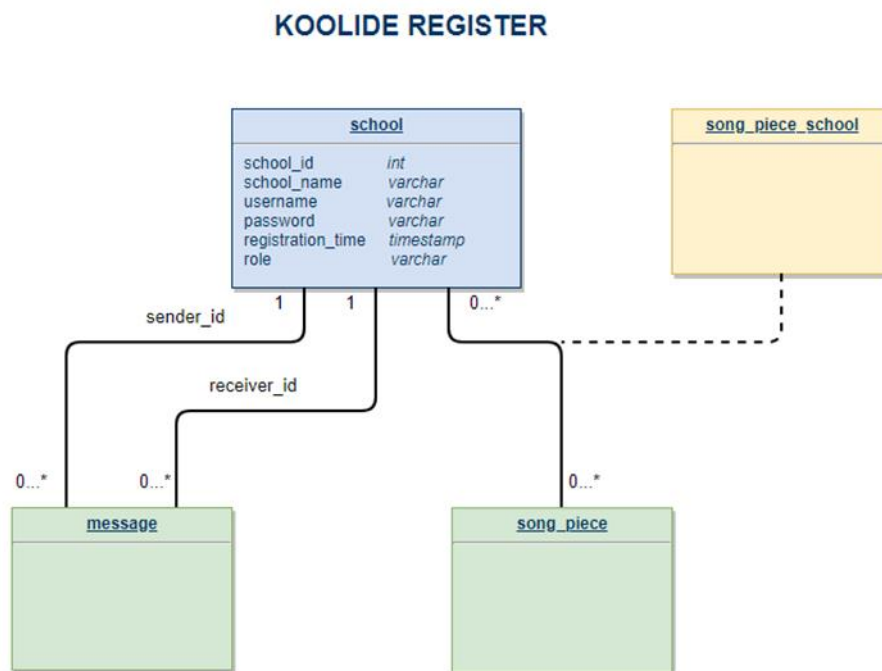 KOOLIDE REGISTER
school
song_piece_school
school_id int
school_name varchar
username varchar
password varchar
registration_time timestamp
role varchar
1 1 0...*
sender_id
receiver_id
0...* 0...* 0...*
message
song_piece